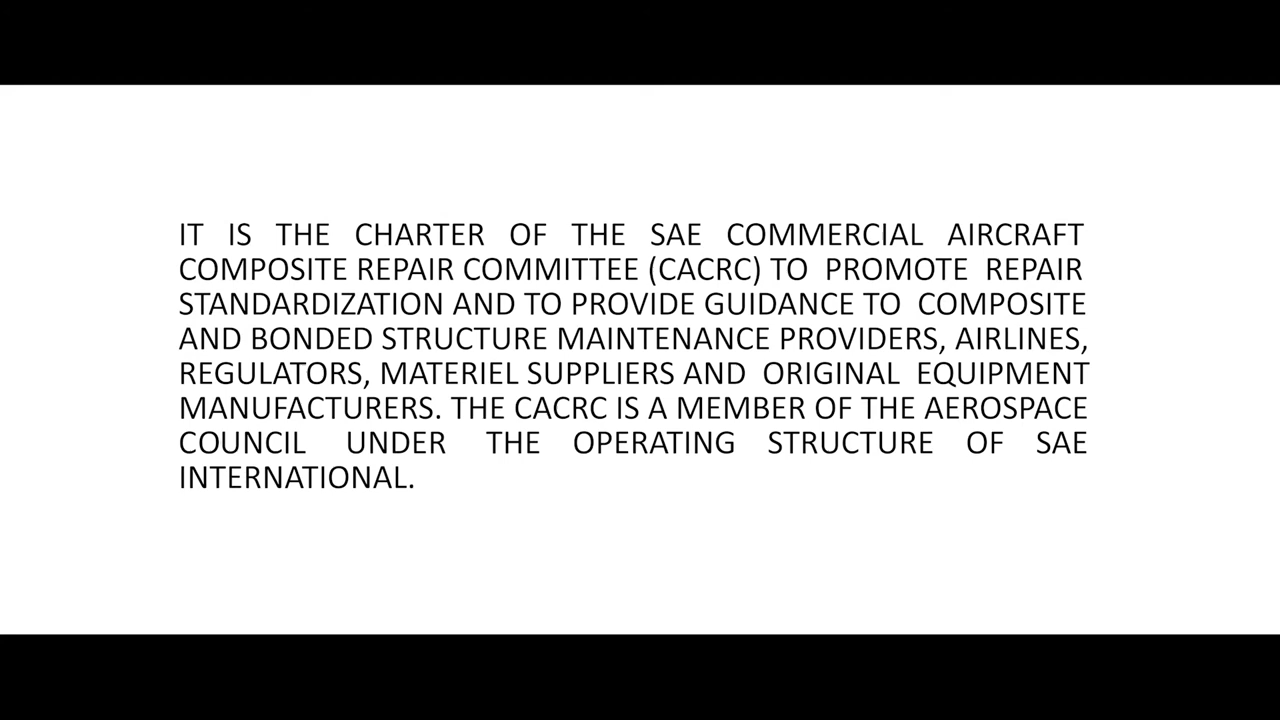 IT IS THE CHARTER OF THE SAE COMMERCIAL AIRCRAFT
COMPOSITE REPAIR COMMITTEE (CACRC) TO PROMOTE REPAIR
STANDARDIZATION AND TO PROVIDE GUIDANCE TO COMPOSITE
AND BONDED STRUCTURE MAINTENANCE PROVIDERS, AIRLINES,
REGULATORS, MATERIEL SUPPLIERS AND ORIGINAL EQUIPMENT
MANUFACTURERS. THE CACRC IS A MEMBER OF THE AEROSPACE
COUNCIL UNDER THE OPERATING STRUCTURE OF SAE
INTERNATIONAL.